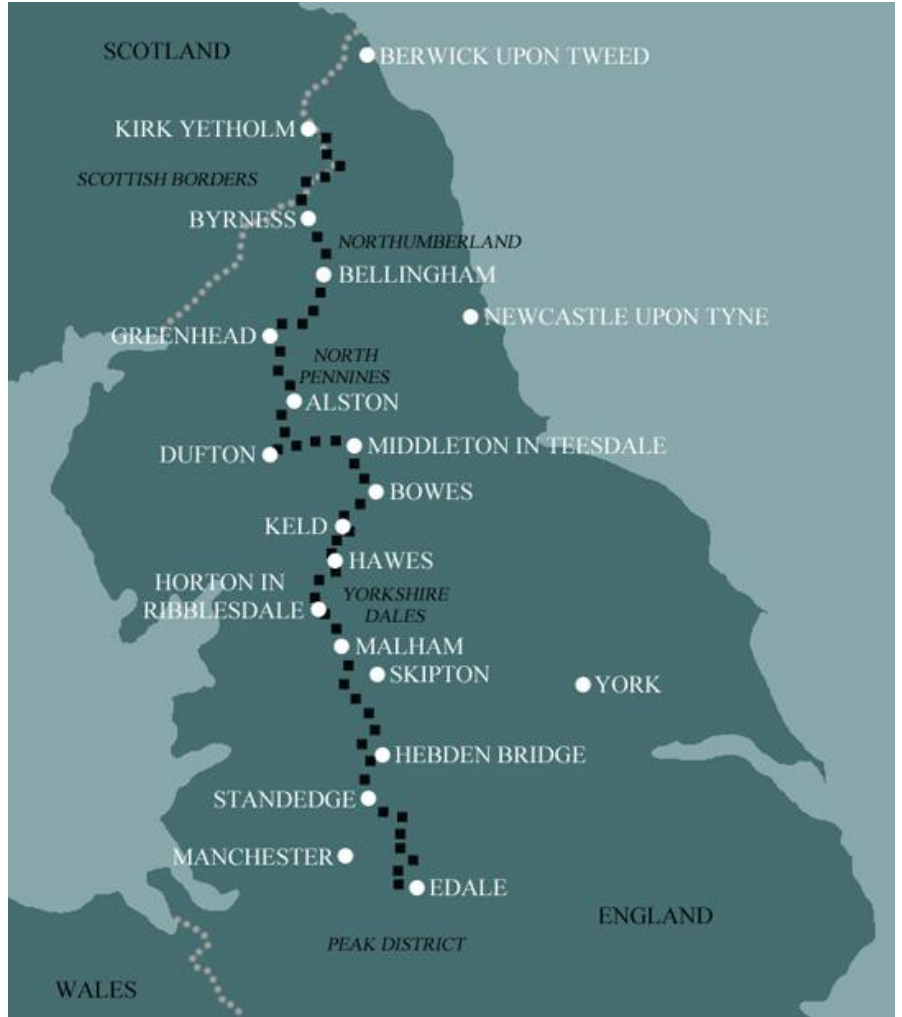 SCOTLAND
BERWICK UPON TWEED
KIRK YETHOLM
SCOTTISH BORDERS
BYRNESS
NORTHUMBERLAND
BELLINGHAM
NEWCASTLE UPON TYNE
GREENHEAD
NORTH
PENNINES
ALSTON
DUFTON
MIDDLETON IN TEESDALE
BOWES
KELD
HAWES
HORTON IN
RIBBLESDALE
YORKSHIRE
DALES
MALHAM
SKIPTON
YORK
HEBDEN BRIDGE
STANDEDGE
MANCHESTER
EDALE
ENGLAND
PEAK DISTRICT
WALES